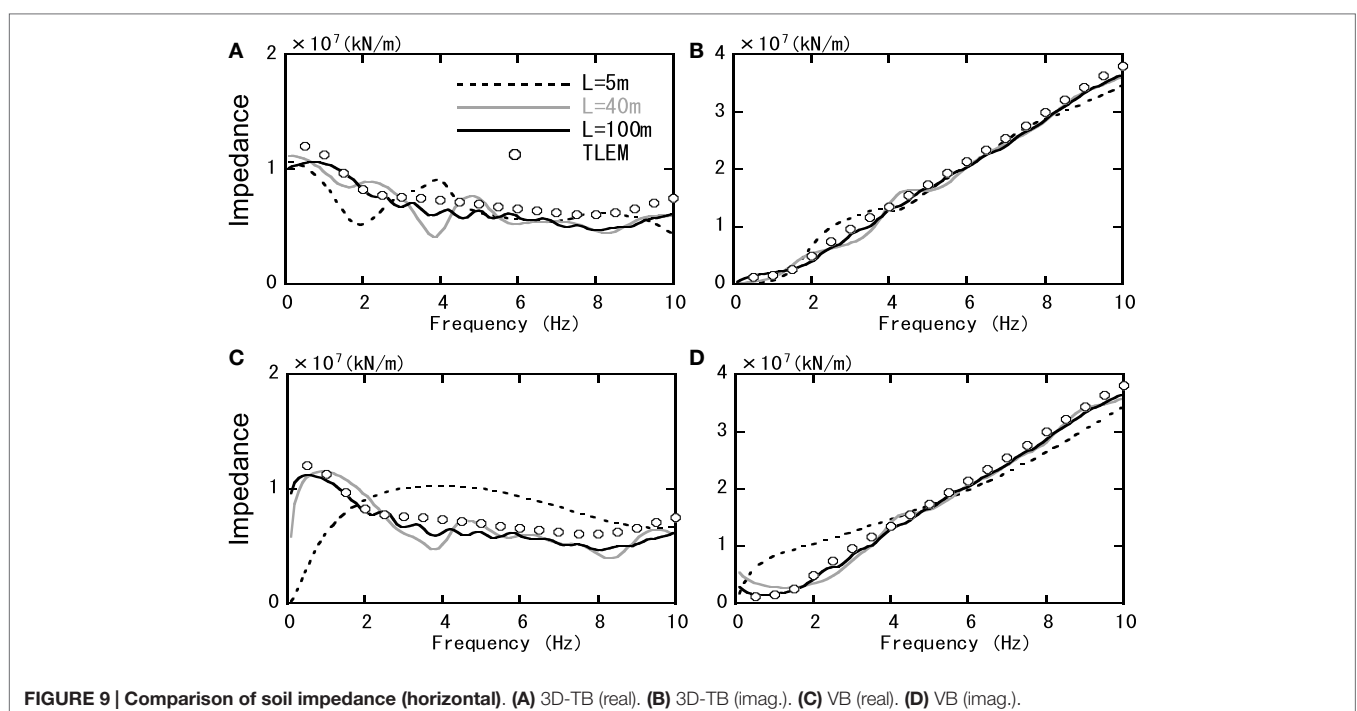 A
×10⁷(kN/m)
2
1
0
Impedance
L=5m
L=40m
L=100m
TLEM
0 2 4 6 8 10
Frequency (Hz)
B
×10⁷(kN/m)
4
3
2
1
0
0 2 4 6 8 10
Frequency (Hz)
C
×10⁷(kN/m)
2
1
0
Impedance
0 2 4 6 8 10
Frequency (Hz)
D
×10⁷(kN/m)
4
3
2
1
0
0 2 4 6 8 10
Frequency (Hz)
FIGURE 9 | Comparison of soil impedance (horizontal). (A) 3D-TB (real). (B) 3D-TB (imag.). (C) VB (real). (D) VB (imag.).